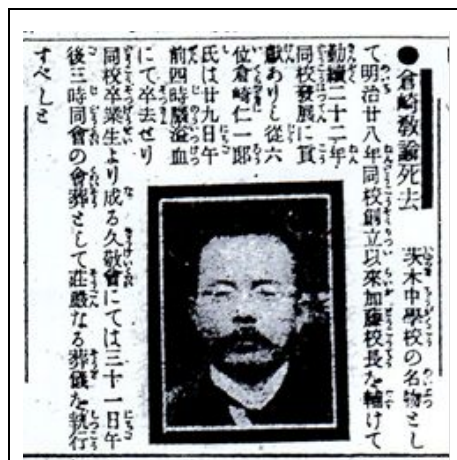 ●倉崎教諭死去　茨木中學校の名物とし
て明治廿八年同校創立以來加藤校長を軸けて
勤續二十二年
同校發展に貢
獻ありし從六
位倉崎仁一郎
氏は廿九日午
前四時腦溢血
にて卒去せり
同校卒業生より成る久敬會にては三十一日午
後三時同會の會葬として莊嚴なる葬儀を執行
すべしと